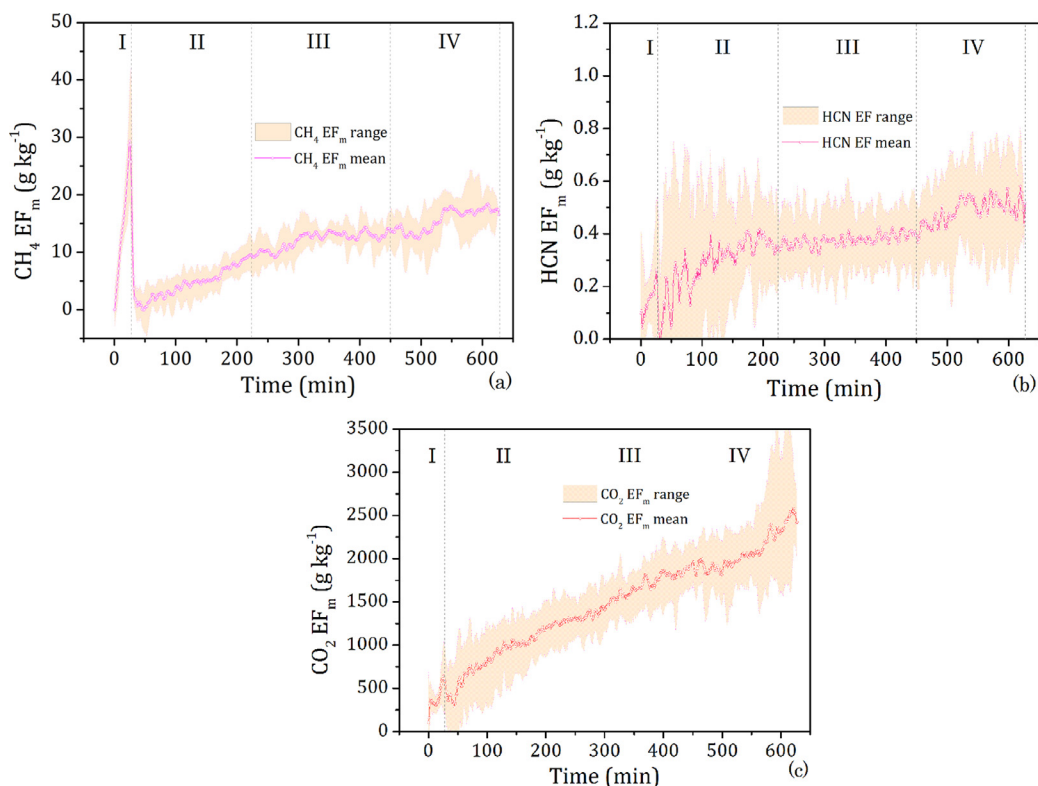 I II III IV
CH₄ EFₘ range
CH₄ EFₘ mean
CH₄ EFₘ (g kg⁻¹)
50
40
30
20
10
0
0 100 200 300 400 500 600
Time (min)
(a)
I II III IV
HCN EF range
HCN EF mean
HCN EFₘ (g kg⁻¹)
1.2
1.0
0.8
0.6
0.4
0.2
0.0
0 100 200 300 400 500 600
Time (min)
(b)
I II III IV
CO₂ EFₘ range
CO₂ EFₘ mean
CO₂ EFₘ (g kg⁻¹)
3500
3000
2500
2000
1500
1000
500
0
0 100 200 300 400 500 600
Time (min)
(c)